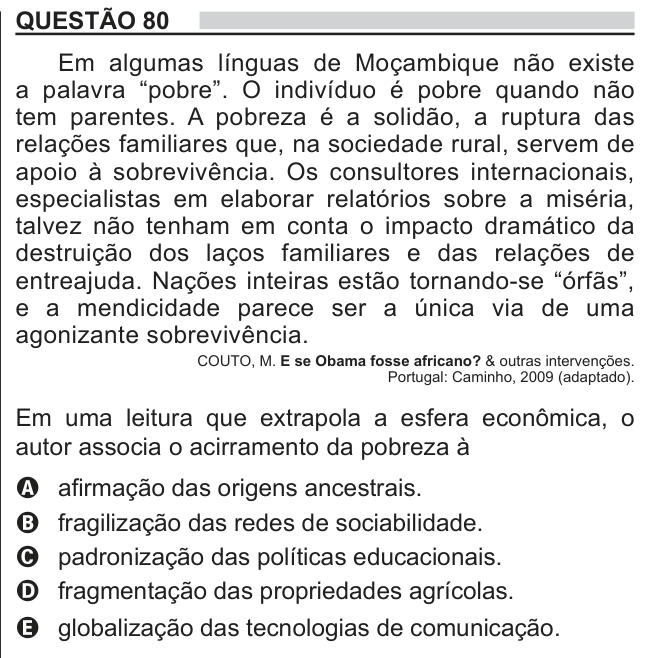 QUESTÃO 80
Em algumas línguas de Moçambique não existe
a palavra “pobre”. O indivíduo é pobre quando não
tem parentes. A pobreza é a solidão, a ruptura das
relações familiares que, na sociedade rural, servem de
apoio à sobrevivência. Os consultores internacionais,
especialistas em elaborar relatórios sobre a miséria,
talvez não tenham em conta o impacto dramático da
destruição dos laços familiares e das relações de
entreajuda. Nações inteiras estão tornando-se “órfãs”,
e a mendicidade parece ser a única via de uma
agonizante sobrevivência.
COUTO, M. E se Obama fosse africano? & outras intervenções.
Portugal: Caminho, 2009 (adaptado).
Em uma leitura que extrapola a esfera econômica, o
autor associa o acirramento da pobreza à
A afirmação das origens ancestrais.
B fragilização das redes de sociabilidade.
C padronização das políticas educacionais.
D fragmentação das propriedades agrícolas.
E globalização das tecnologias de comunicação.